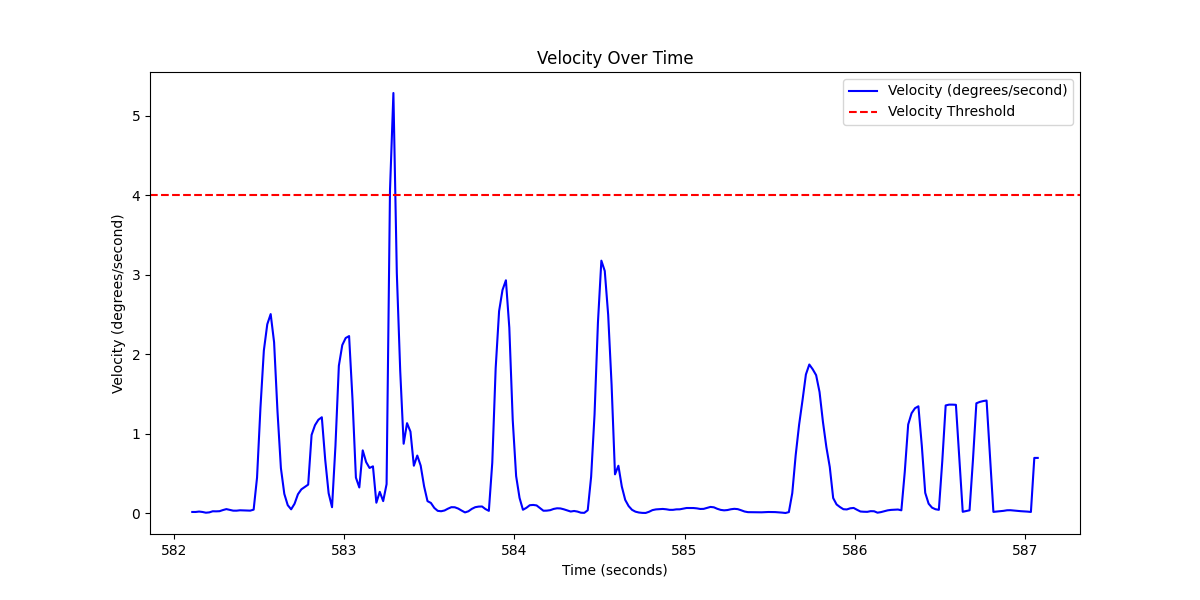 Velocity Over Time
Velocity (degrees/second)
Velocity Threshold
Velocity (degrees/second)
5
4
3
2
1
0
582
583
584
585
586
587
Time (seconds)